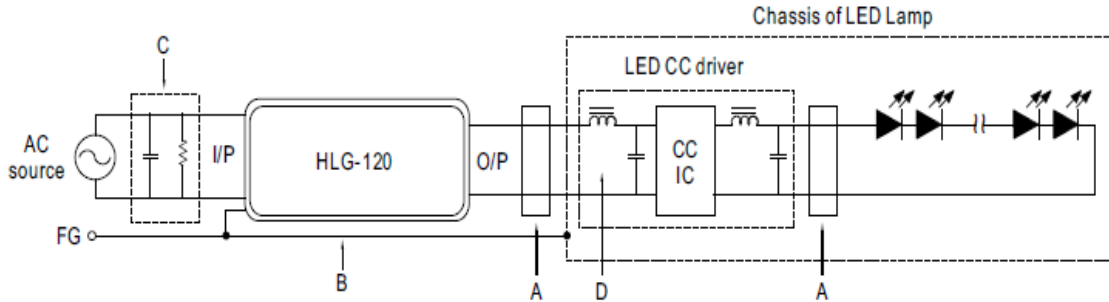 Chassis of LED Lamp
C
LED CC driver
AC
source
I/P
HLG-120
O/P
CC
IC
FG
B
A
D
A